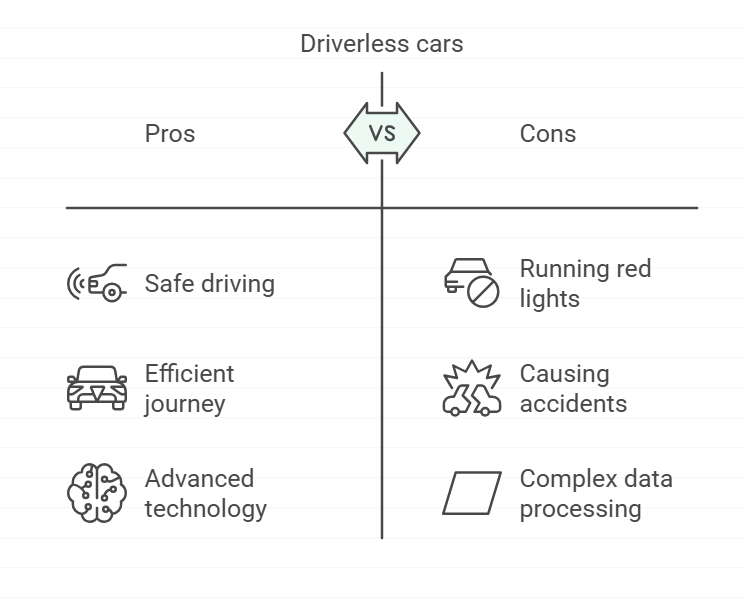 Driverless cars
Pros
VS
Cons
Safe driving
Running red
lights
Efficient
journey
Causing
accidents
Advanced
technology
Complex data
processing